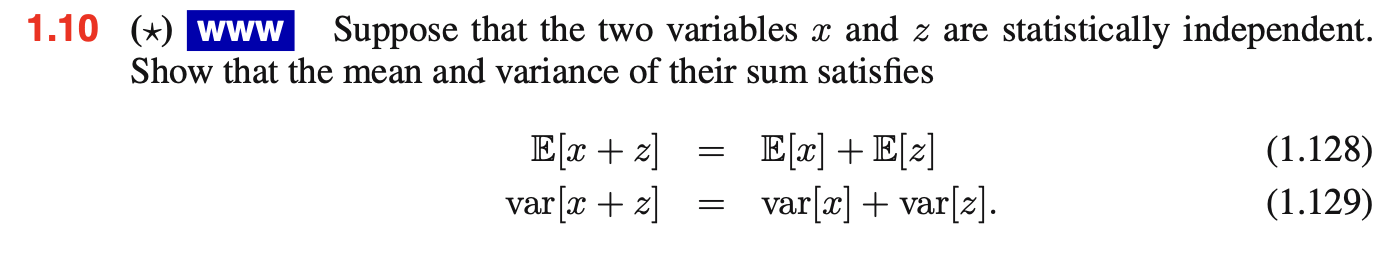 1.10 (⋆) www Suppose that the two variables x and z are statistically independent.
Show that the mean and variance of their sum satisfies
𝔼[x + z] = 𝔼[x] + 𝔼[z] (1.128)
var[x + z] = var[x] + var[z]. (1.129)